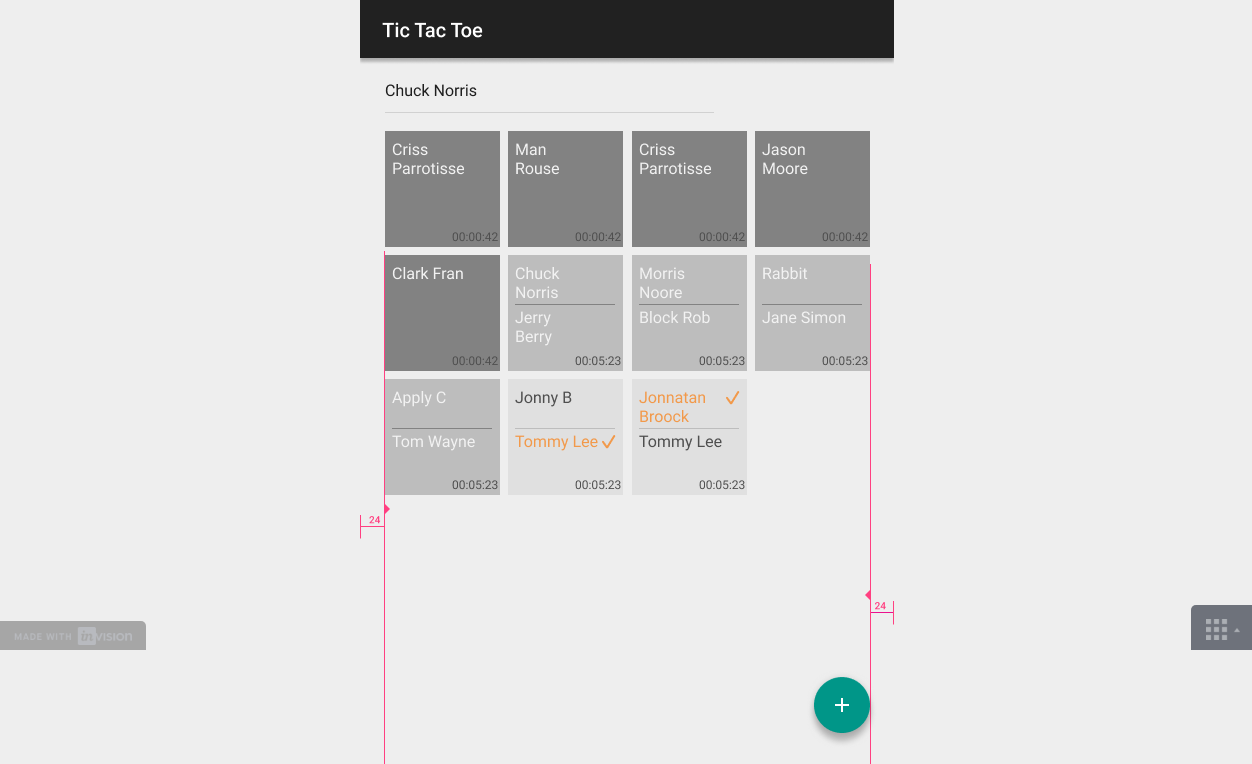 Tic Tac Toe
Chuck Norris
Criss
Parrotisse
00:00:42
Man
Rouse
00:00:42
Criss
Parrotisse
00:00:42
Jason
Moore
00:00:42
Clark Fran
00:00:42
Chuck
Norris
Jerry
Berry
00:05:23
Morris
Noore
Block Rob
00:05:23
Rabbit
Jane Simon
00:05:23
Apply C
Tom Wayne
00:05:23
Jonny B
Tommy Lee
00:05:23
Jonnatan
Broock
Tommy Lee
00:05:23
24
24
MADE WITH invision
+